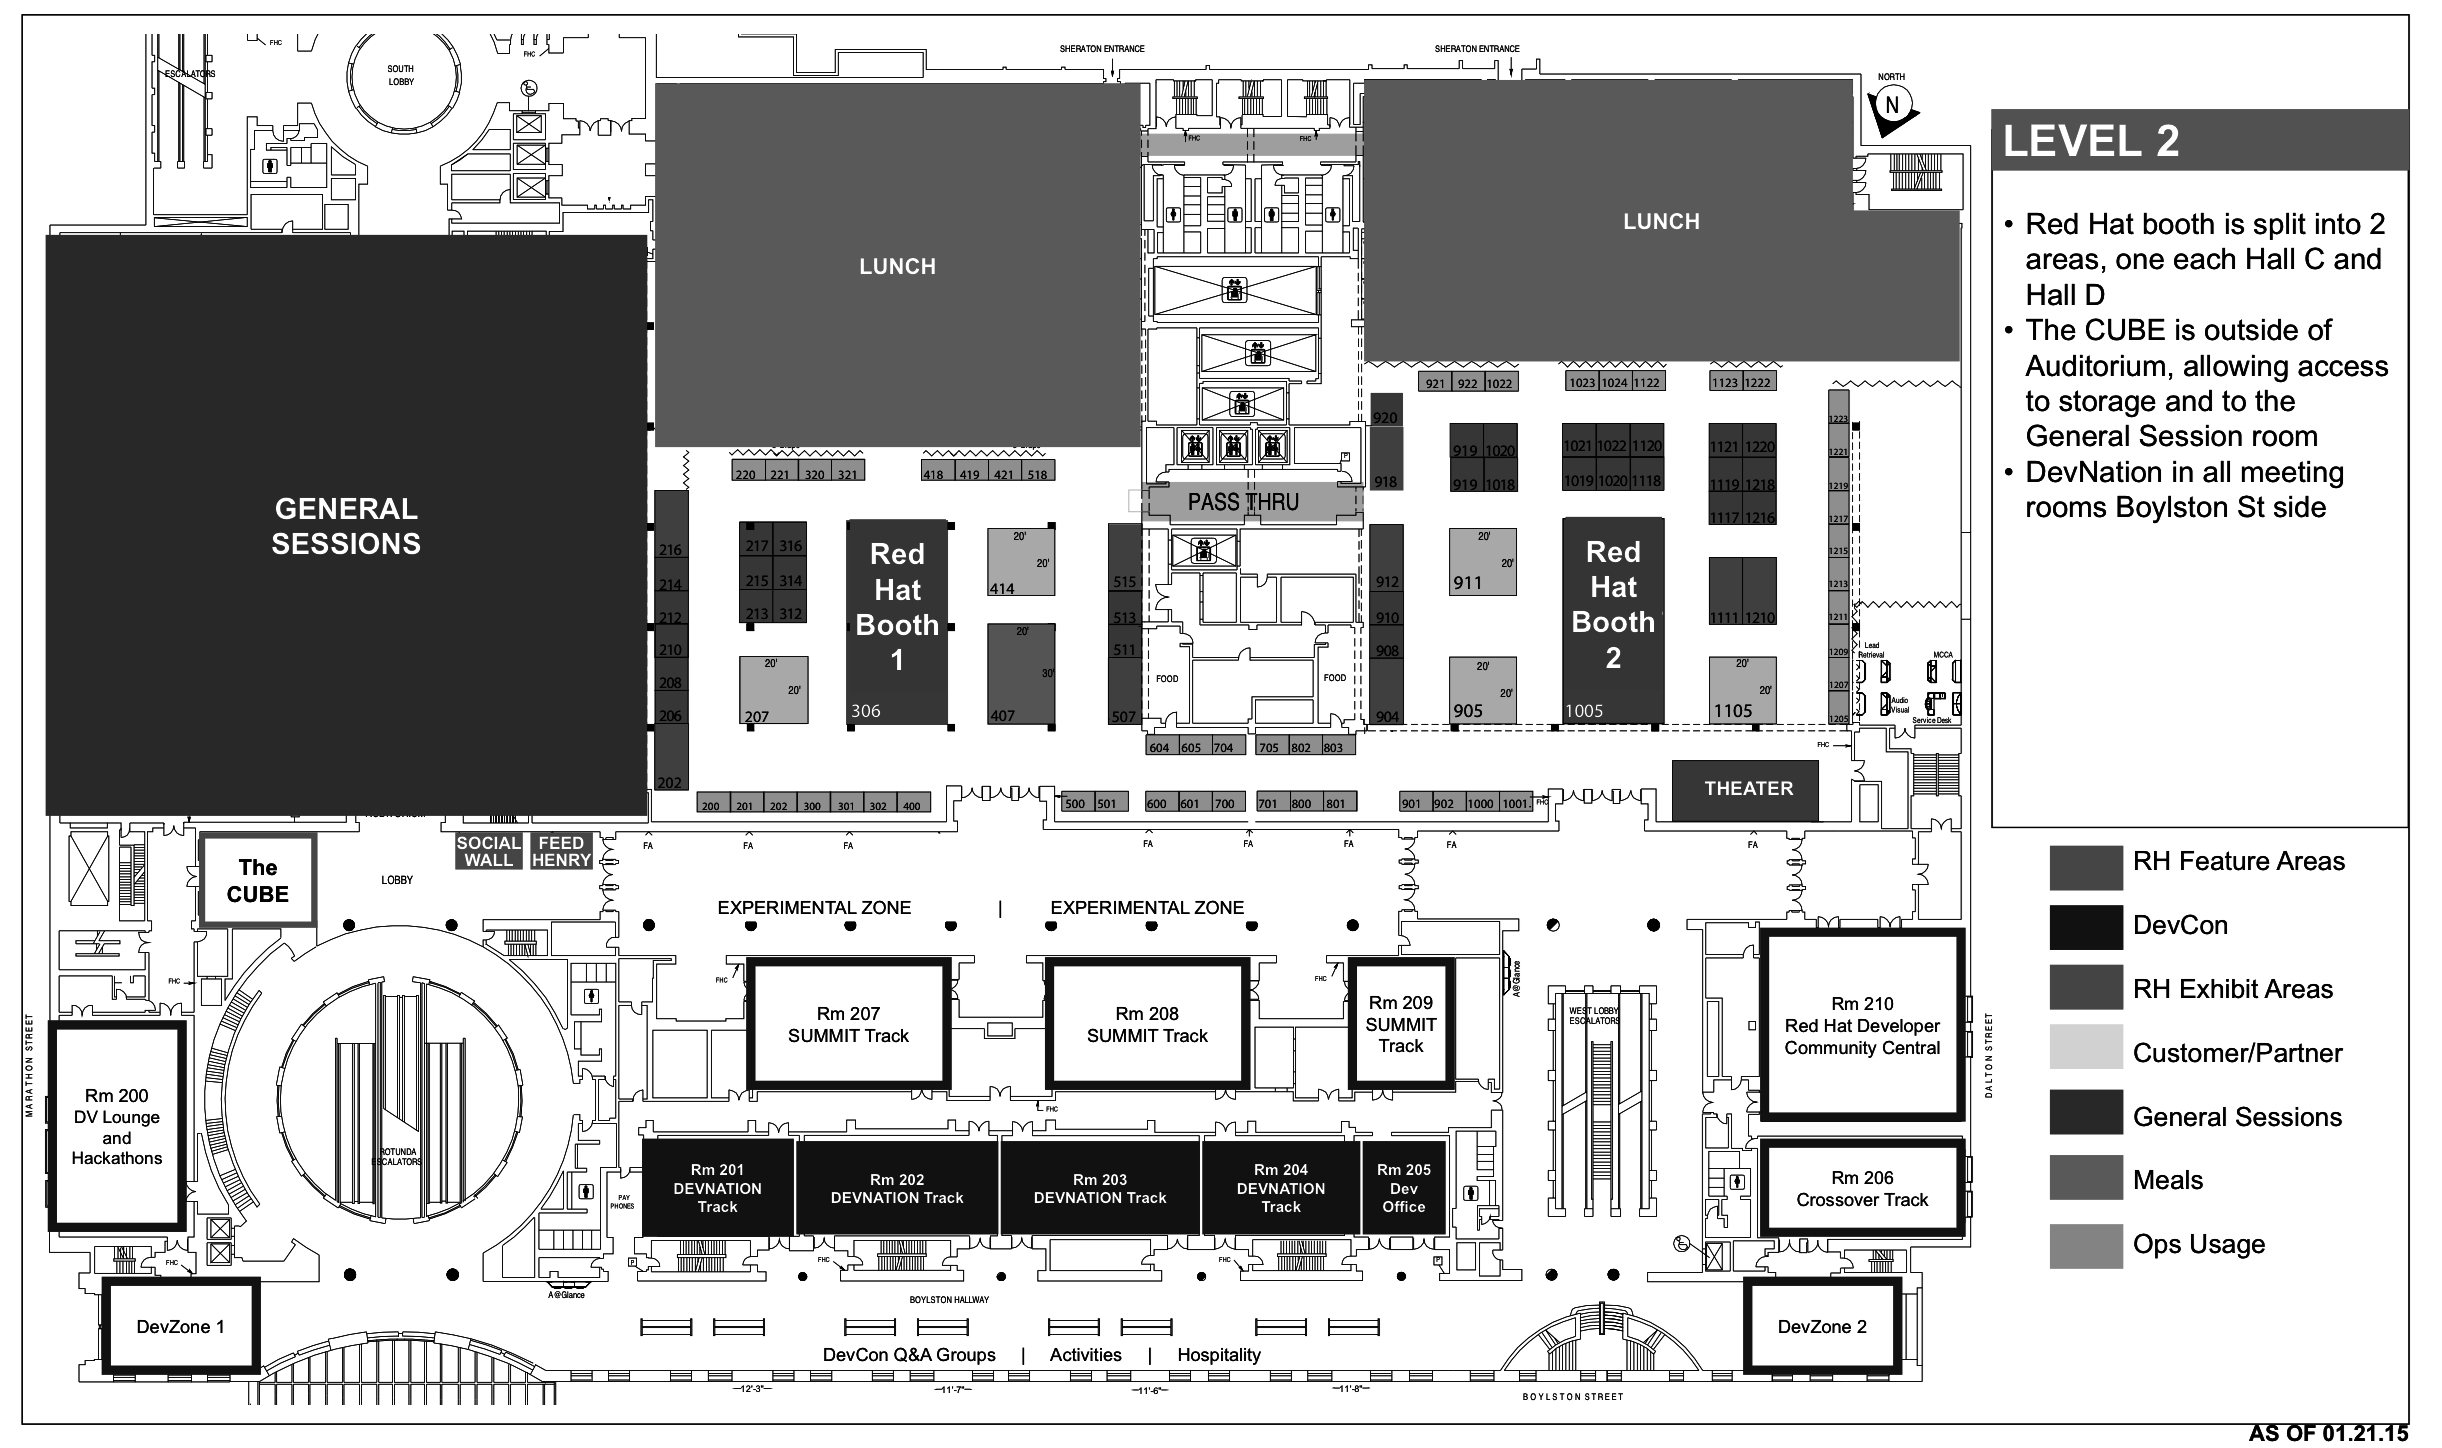 SHERATON ENTRANCE
SHERATON ENTRANCE
FHC
FHC
ESCALATORS
SOUTH
LOBBY
NORTH
N
LEVEL 2
• Red Hat booth is split into 2
areas, one each Hall C and
Hall D
• The CUBE is outside of
Auditorium, allowing access
to storage and to the
General Session room
• DevNation in all meeting
rooms Boylston St side
FHC
FHC
LUNCH
LUNCH
GENERAL
SESSIONS
921 922 1022
1023 1024 1122
1123 1222
920
918
919 1020
919 1018
1021 1022 1120
1019 1020 1118
1121 1220
1119 1218
1117 1216
1223
1221
1219
1217
1215
1213
1211
1209
1207
1205
220 221 320 321
418 419 421 518
PASS THRU
P
216
214
212
210
208
206
202
217 316
215 314
213 312
20'
20'
207
Red
Hat
Booth
1
306
20'
20'
414
20'
30'
407
515
513
511
507
FOOD
FOOD
912
910
908
904
20'
20'
911
20'
20'
905
Red
Hat
Booth
2
1005
1111 1210
20'
20'
1105
Lead
Retrieval
MCCA
Audio
Visual
Service Desk
604 605 704
705 802 803
FHC
THEATER
200 201 202 300 301 302 400
500 501
600 601 700
701 800 801
901 902 1000 1001
FHC
SOCIAL
WALL
FEED
HENRY
FA
FA
FA
FA
FA
FA
FA
FA
The
CUBE
LOBBY
EXPERIMENTAL ZONE | EXPERIMENTAL ZONE
RH Feature Areas
DevCon
RH Exhibit Areas
Customer/Partner
General Sessions
Meals
Ops Usage
FHC
FHC
FHC
A@Glance
Rm 207
SUMMIT Track
Rm 208
SUMMIT Track
Rm 209
SUMMIT
Track
WEST LOBBY
ESCALATORS
Rm 210
Red Hat Developer
Community Central
MARATHON STREET
DALTON STREET
Rm 200
DV Lounge
and
Hackathons
ROTUNDA
ESCALATORS
FHC
PAY
PHONES
Rm 201
DEVNATION
Track
Rm 202
DEVNATION Track
Rm 203
DEVNATION Track
Rm 204
DEVNATION
Track
Rm 205
Dev
Office
Rm 206
Crossover Track
FHC
P
FHC
FHC
FHC
P
A@Glance
BOYLSTON HALLWAY
DevZone 1
DevZone 2
DevCon Q&A Groups | Activities | Hospitality
12'-3"
11'-7"
11'-6"
11'-8"
BOYLSTON STREET
AS OF 01.21.15